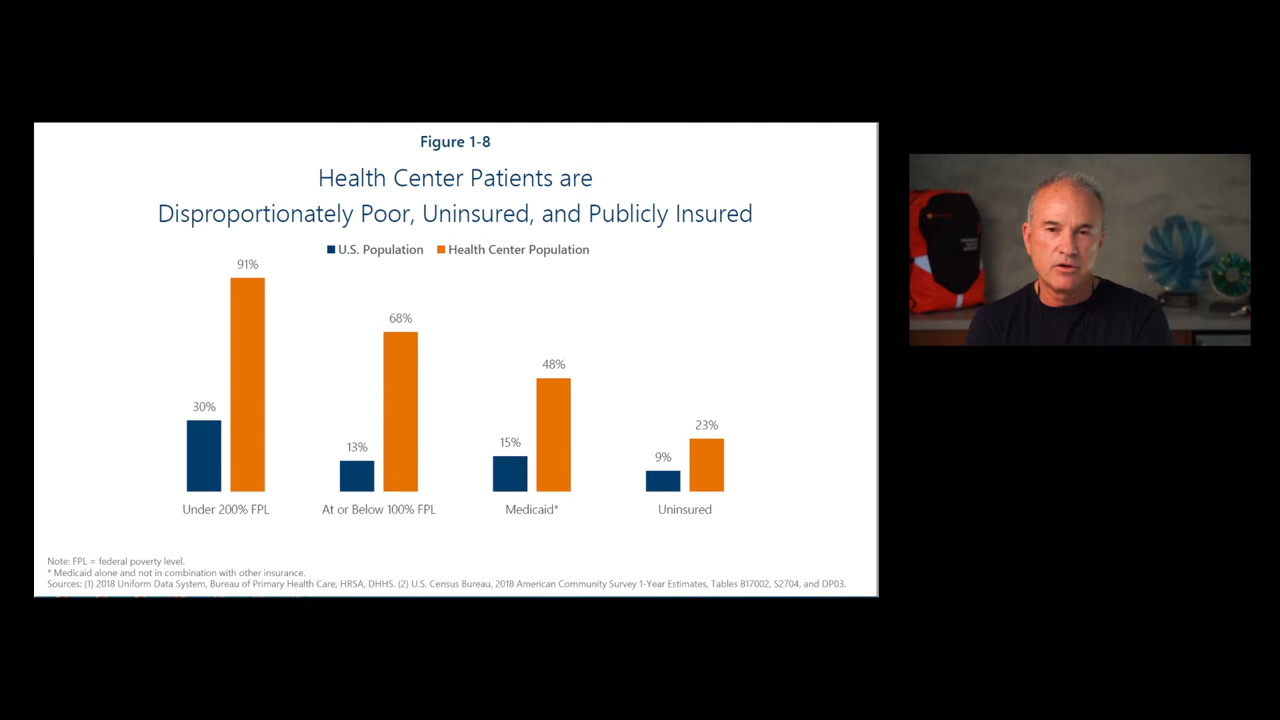 Figure 1-8
Health Center Patients are
Disproportionately Poor, Uninsured, and Publicly Insured
U.S. Population Health Center Population
91%
30%
68%
13%
48%
15%
23%
9%
Under 200% FPL At or Below 100% FPL Medicaid* Uninsured
Note: FPL = federal poverty level.
* Medicaid alone and not in combination with other insurance.
Sources: (1) 2018 Uniform Data System, Bureau of Primary Health Care, HRSA, DHHS. (2) U.S. Census Bureau, 2018 American Community Survey 1-Year Estimates, Tables B17002, S2704, and DP03.